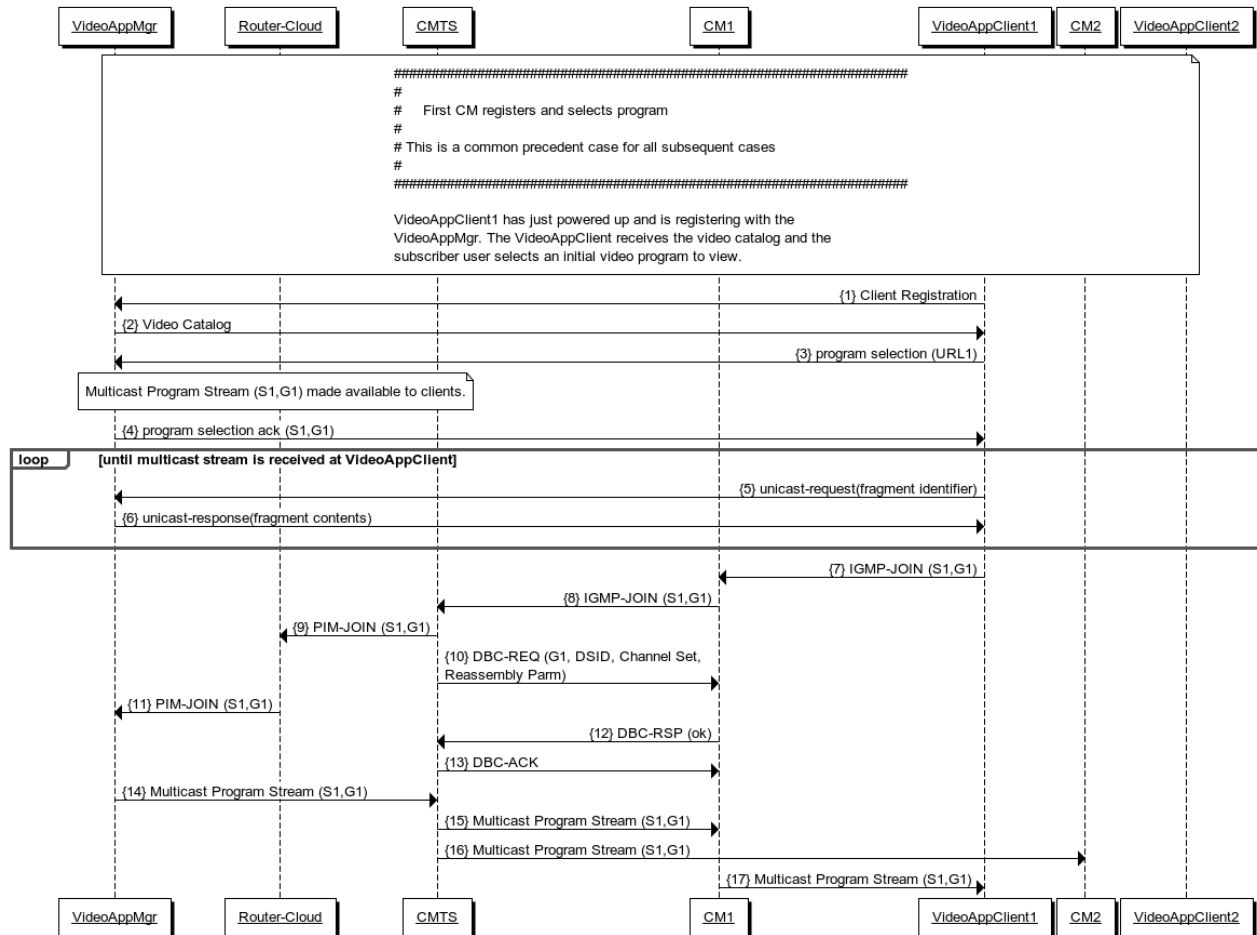 VideoAppMgr Router-Cloud CMTS CM1 VideoAppClient1 CM2 VideoAppClient2
####################################################################
#
# First CM registers and selects program
#
# This is a common precedent case for all subsequent cases
#
####################################################################
VideoAppClient1 has just powered up and is registering with the
VideoAppMgr. The VideoAppClient receives the video catalog and the
subscriber user selects an initial video program to view.
{1} Client Registration
{2} Video Catalog
{3} program selection (URL1)
Multicast Program Stream (S1,G1) made available to clients.
{4} program selection ack (S1,G1)
loop [until multicast stream is received at VideoAppClient]
{5} unicast-request(fragment identifier)
{6} unicast-response(fragment contents)
{7} IGMP-JOIN (S1,G1)
{8} IGMP-JOIN (S1,G1)
{9} PIM-JOIN (S1,G1)
{10} DBC-REQ (G1, DSID, Channel Set,
Reassembly Parm)
{11} PIM-JOIN (S1,G1)
{12} DBC-RSP (ok)
{13} DBC-ACK
{14} Multicast Program Stream (S1,G1)
{15} Multicast Program Stream (S1,G1)
{16} Multicast Program Stream (S1,G1)
{17} Multicast Program Stream (S1,G1)
VideoAppMgr Router-Cloud CMTS CM1 VideoAppClient1 CM2 VideoAppClient2